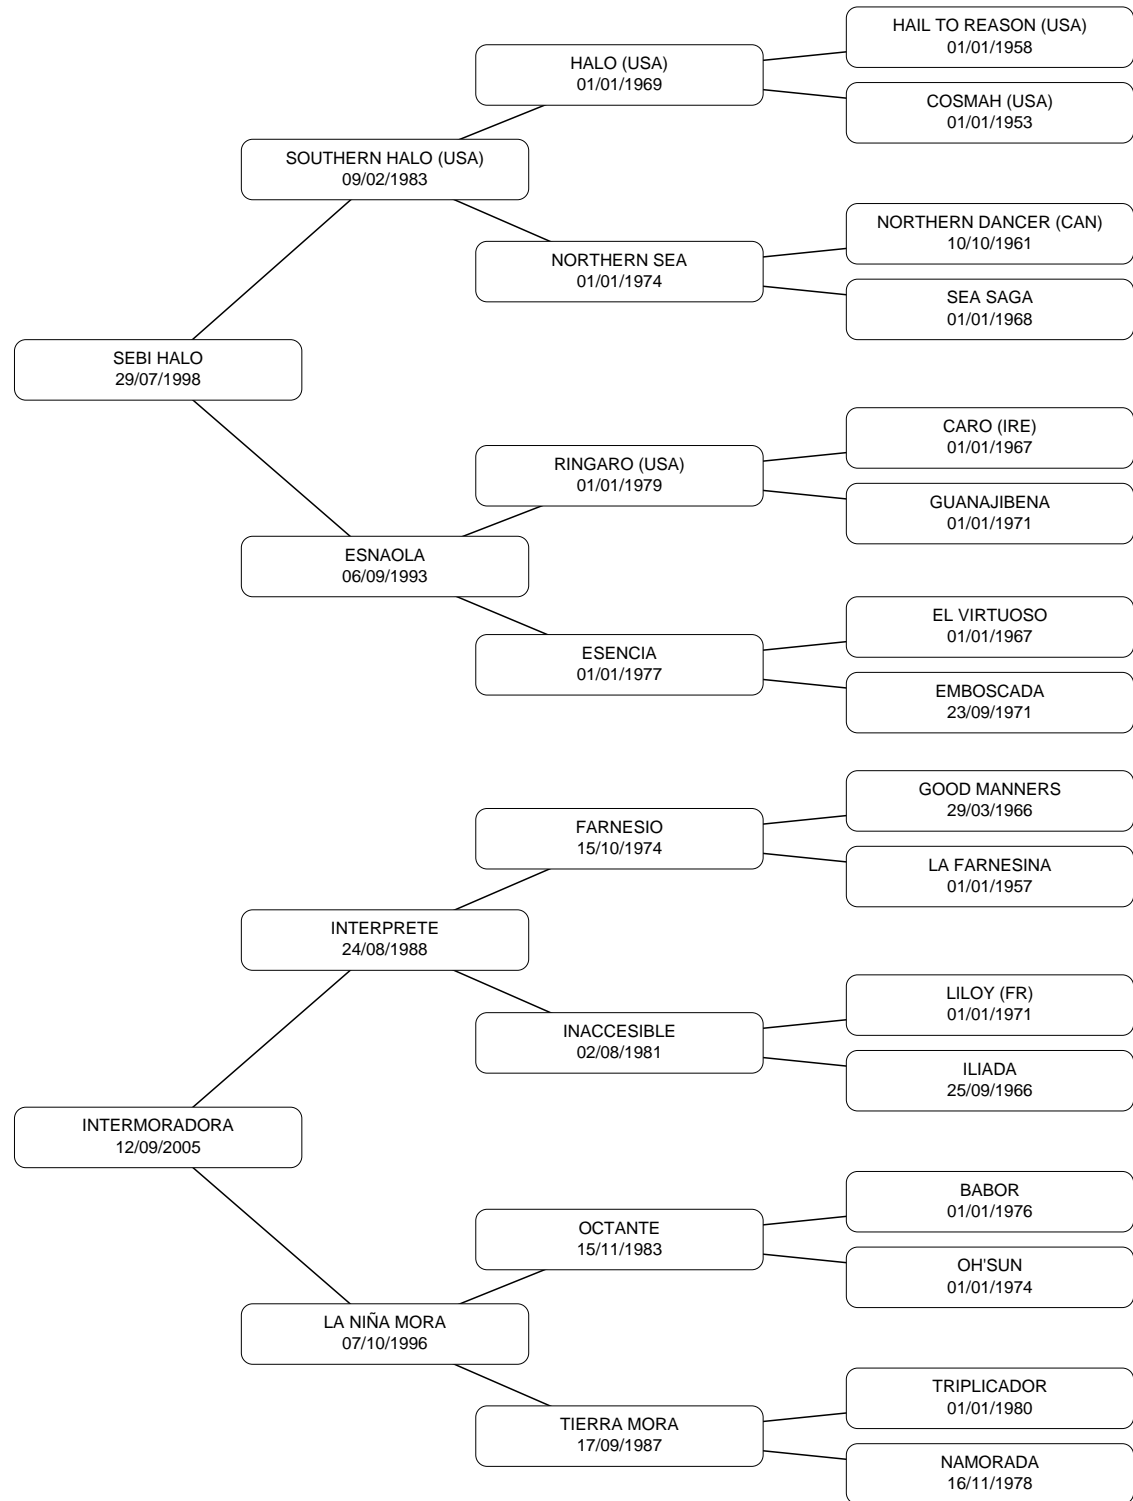 HAIL TO REASON (USA)
01/01/1958
HALO (USA)
01/01/1969
COSMAH (USA)
01/01/1953
SOUTHERN HALO (USA)
09/02/1983
NORTHERN DANCER (CAN)
10/10/1961
NORTHERN SEA
01/01/1974
SEA SAGA
01/01/1968
SEBI HALO
29/07/1998
CARO (IRE)
01/01/1967
RINGARO (USA)
01/01/1979
GUANAJIBENA
01/01/1971
ESNAOLA
06/09/1993
EL VIRTUOSO
01/01/1967
ESENCIA
01/01/1977
EMBOSCADA
23/09/1971
GOOD MANNERS
29/03/1966
FARNESIO
15/10/1974
LA FARNESINA
01/01/1957
INTERPRETE
24/08/1988
LILOY (FR)
01/01/1971
INACCESIBLE
02/08/1981
ILIADA
25/09/1966
INTERMORADORA
12/09/2005
BABOR
01/01/1976
OCTANTE
15/11/1983
OH'SUN
01/01/1974
LA NIÑA MORA
07/10/1996
TRIPLICADOR
01/01/1980
TIERRA MORA
17/09/1987
NAMORADA
16/11/1978